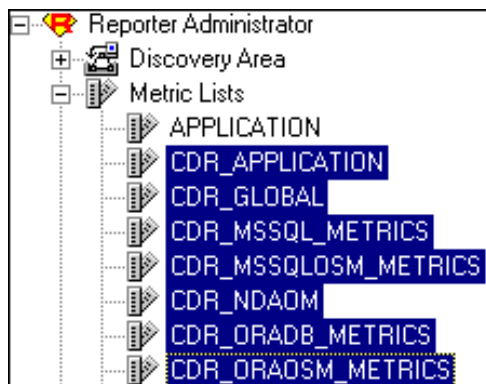 Reporter Administrator
Discovery Area
Metric Lists
APPLICATION
CDR_APPLICATION
CDR_GLOBAL
CDR_MSSQL_METRICS
CDR_MSSQLOSM_METRICS
CDR_NDAOM
CDR_ORADB_METRICS
CDR_ORAOSM_METRICS